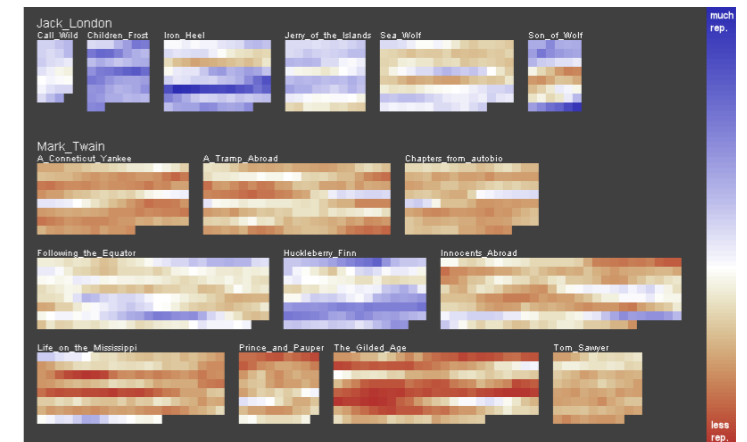 Jack_London
Call_Wild Children_Frost Iron_Heel Jerry_of_the_Islands Sea_Wolf Son_of_Wolf
Mark_Twain
A_Conneticut_Yankee A_Tramp_Abroad Chapters_from_autobio
Following_the_Equator Huckleberry_Finn Innocents_Abroad
Life_on_the_Mississippi Prince_and_Pauper The_Gilded_Age Tom_Sawyer
much
rep.
less
rep.